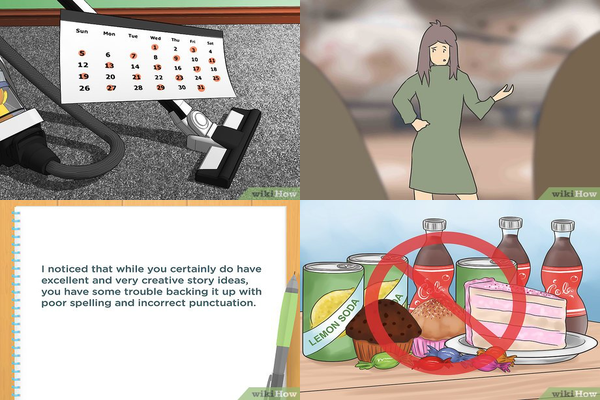 Sun Mon Tue Wed Thu Fri Sat
1 2 3 4
5 6 7 8 9 10 11
12 13 14 15 16 17 18
19 20 21 22 23 24 25
26 27 28 29 30 31
wikiHow
wikiHow
I noticed that while you certainly do have
excellent and very creative story ideas,
you have some trouble backing it up with
poor spelling and incorrect punctuation.
wikiHow
LEMON SODA
wikiHow